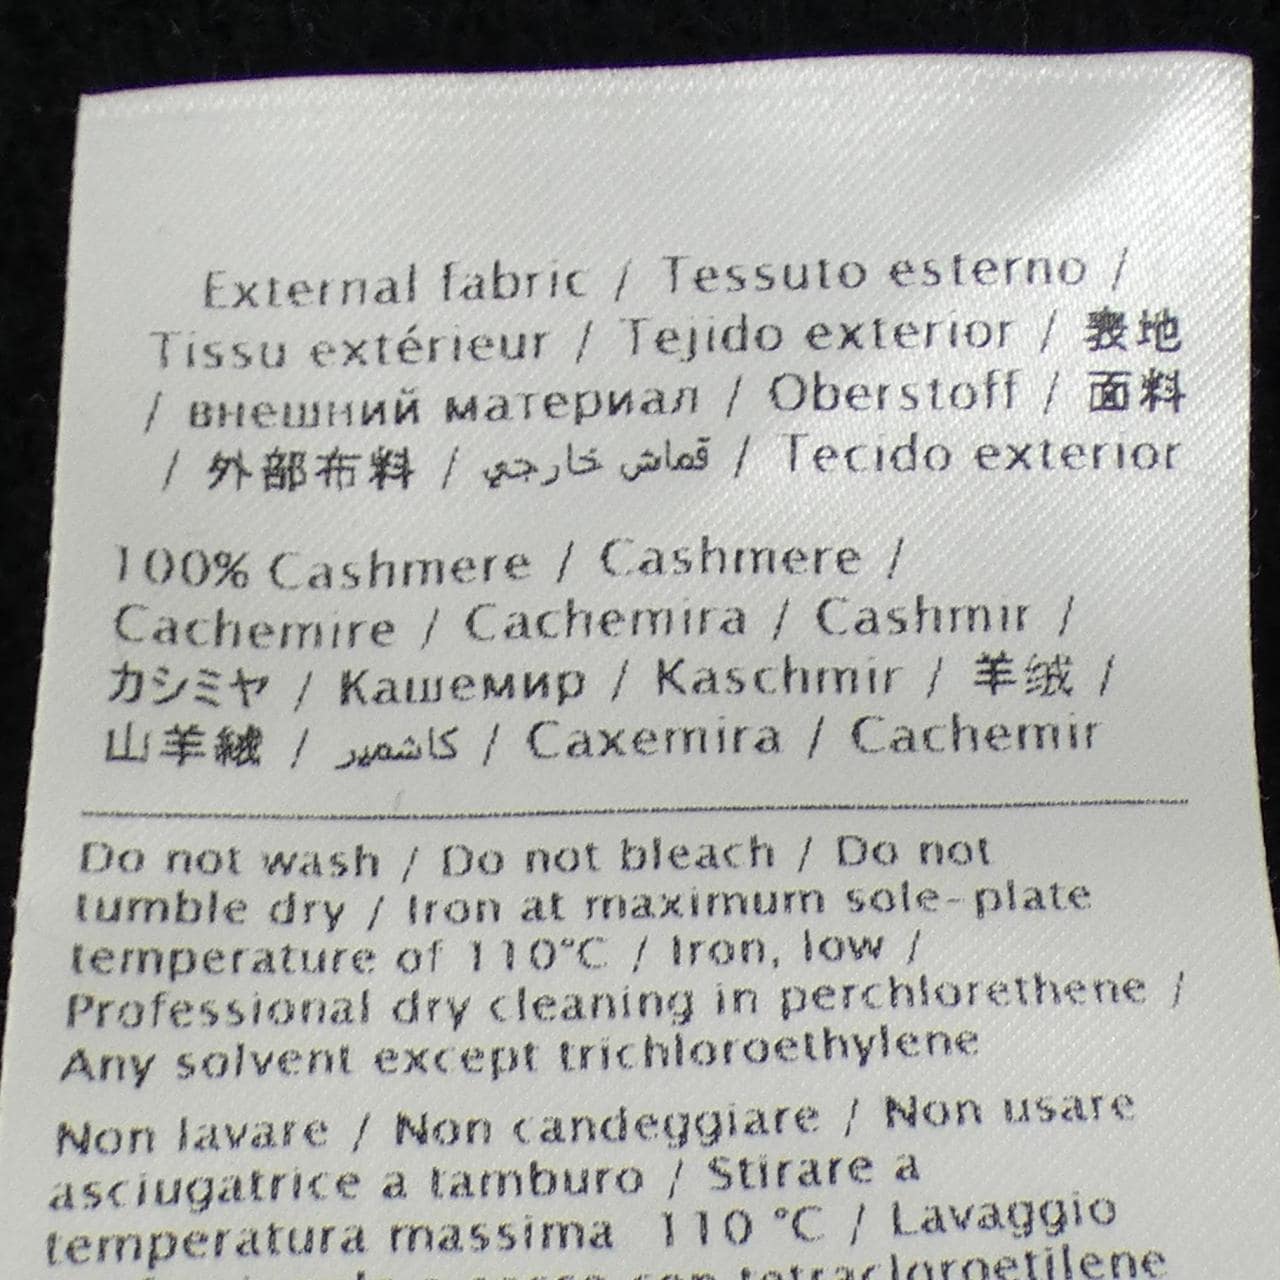 External fabric / Tessuto esterno /
Tissu extérieur / Tejido exterior / 表地
/ внешний материал / Oberstoff / 面料
/ 外部布料 / قماش خارجي / Tecido exterior
100% Cashmere / Cashmere /
Cachemire / Cachemira / Cashmir /
カシミヤ / Кашемир / Kaschmir / 羊绒 /
山羊絨 / كاشمير / Caxemira / Cachemir
Do not wash / Do not bleach / Do not
tumble dry / Iron at maximum sole-plate
temperature of 110°C / Iron, low /
Professional dry cleaning in perchlorethene /
Any solvent except trichloroethylene
Non lavare / Non candeggiare / Non usare
asciugatrice a tamburo / Stirare a
temperatura massima 110 °C / Lavaggio
a secco con tetracloroetilene